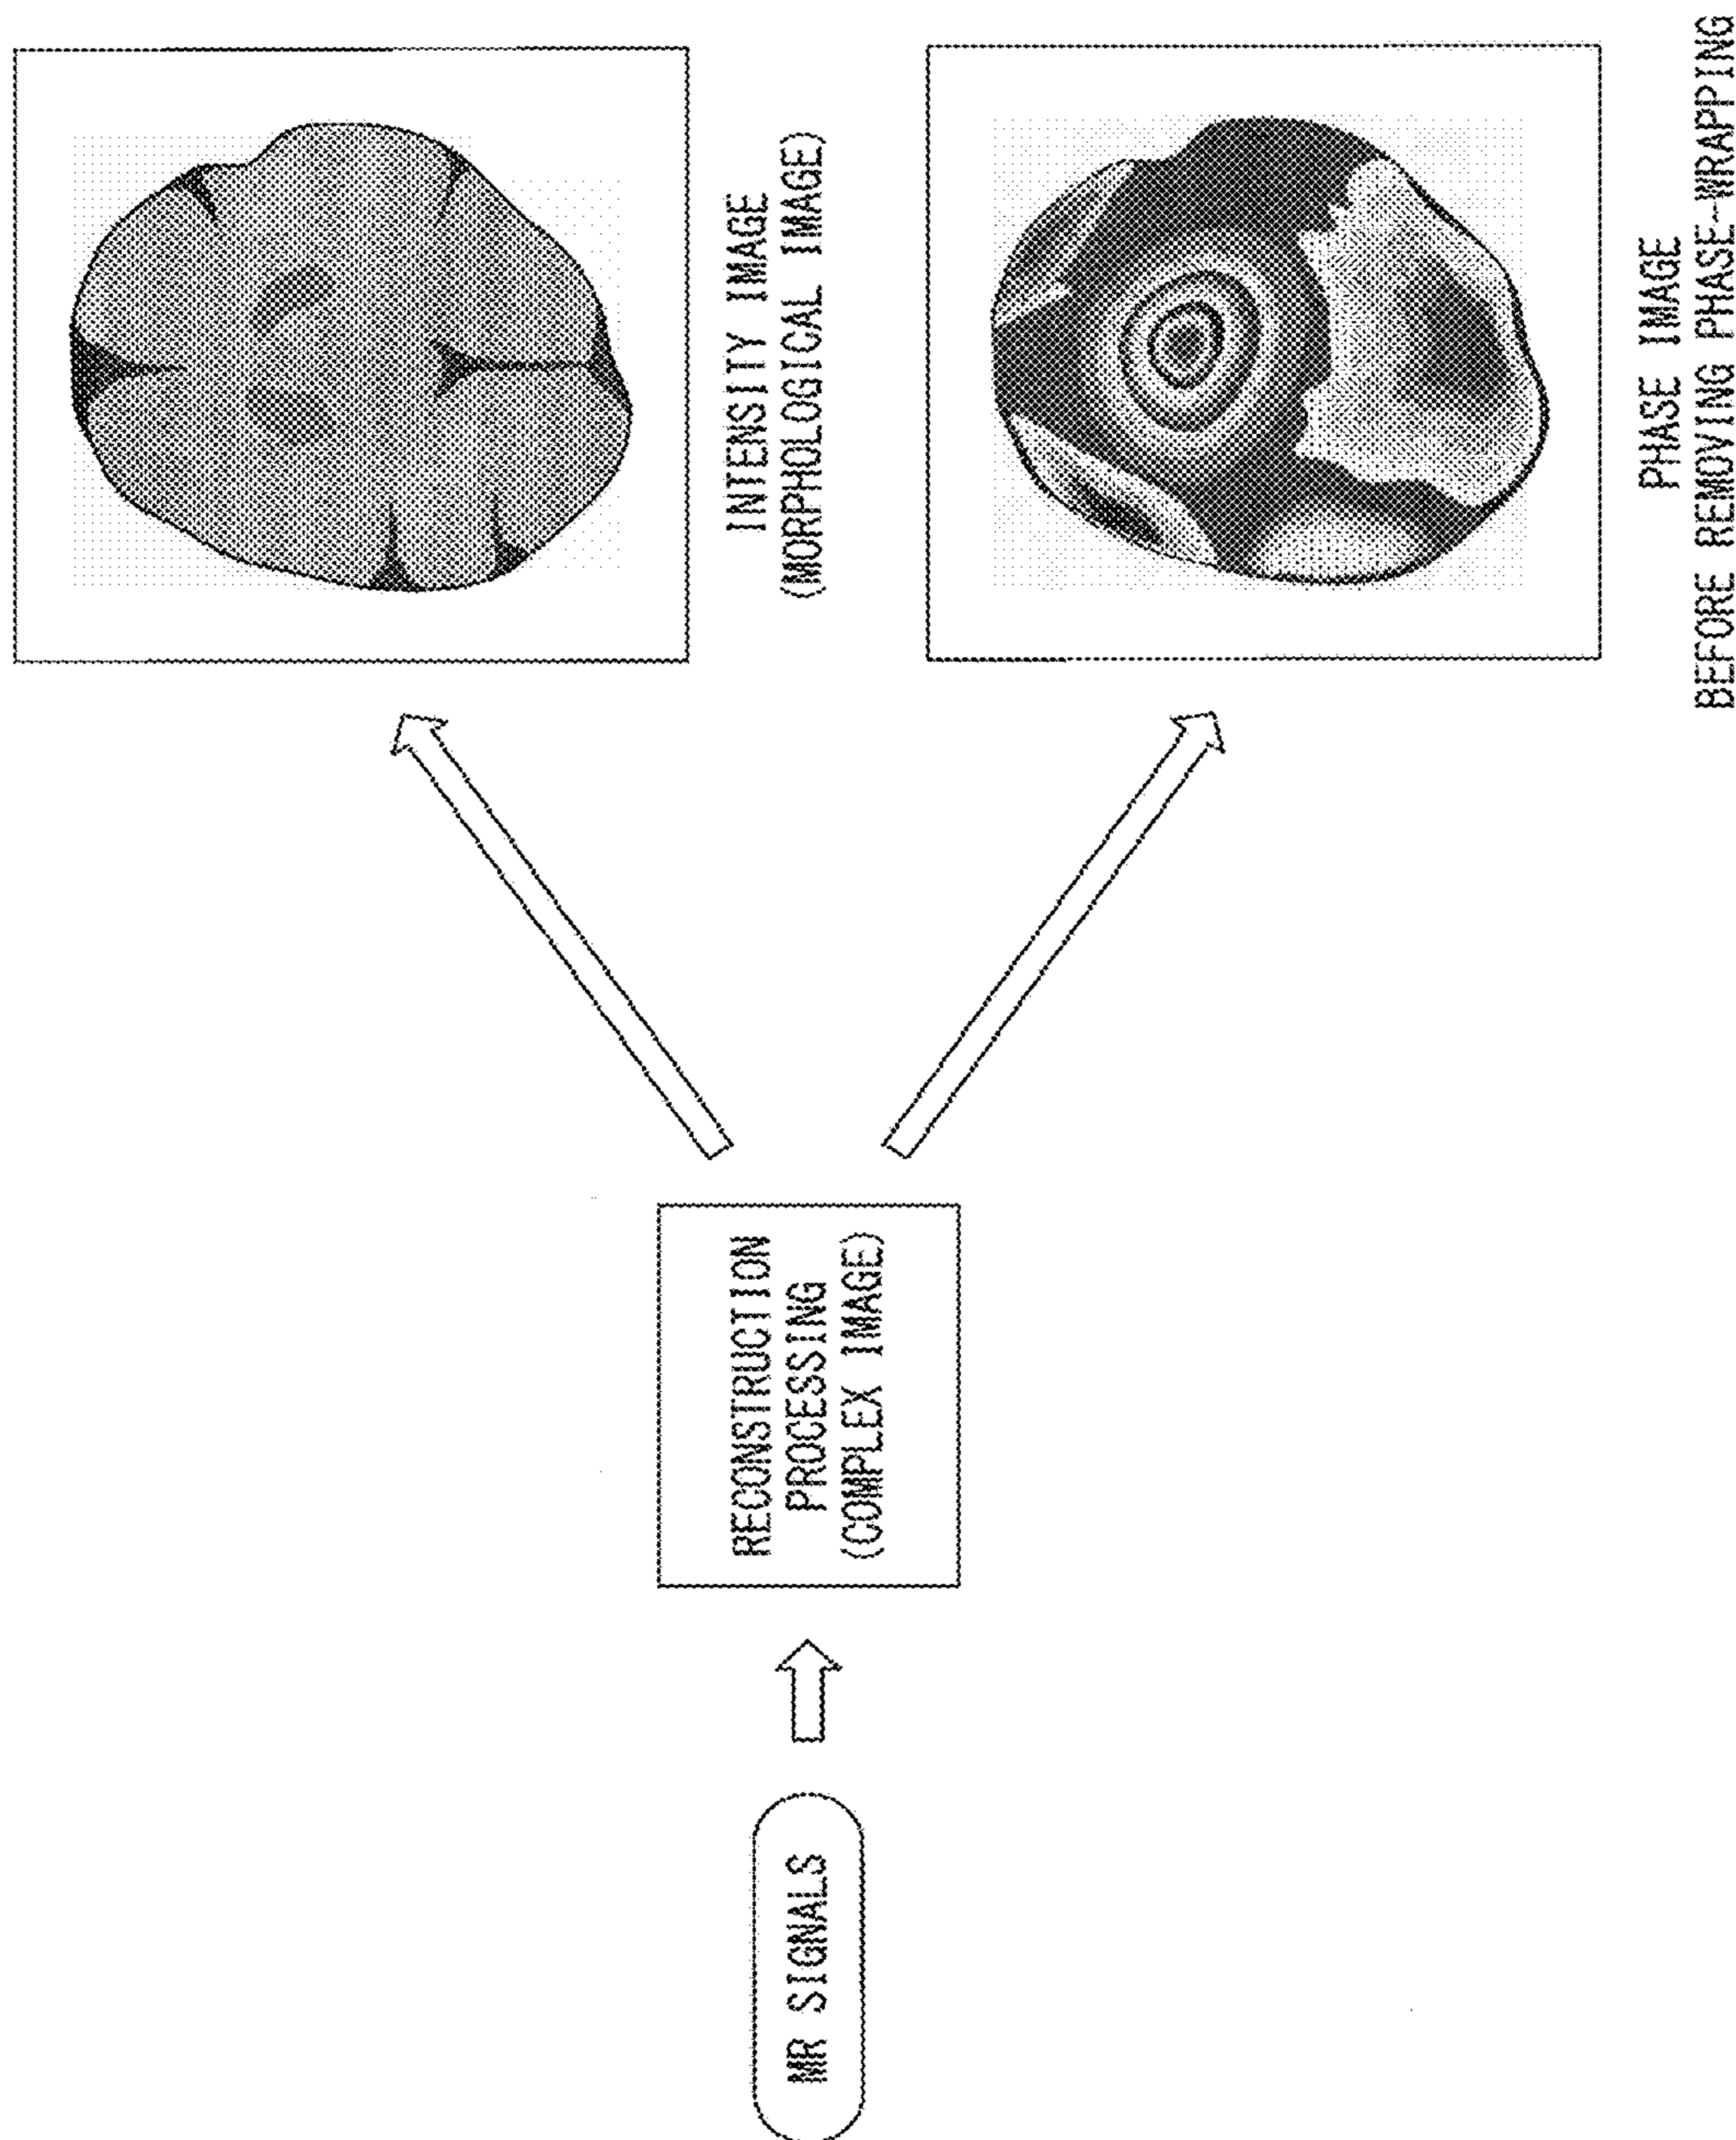 MR SIGNALS
RECONSTRUCTION
PROCESSING
(COMPLEX IMAGE)
INTENSITY IMAGE
(MORPHOLOGICAL IMAGE)
PHASE IMAGE
BEFORE REMOVING PHASE-WRAPPING